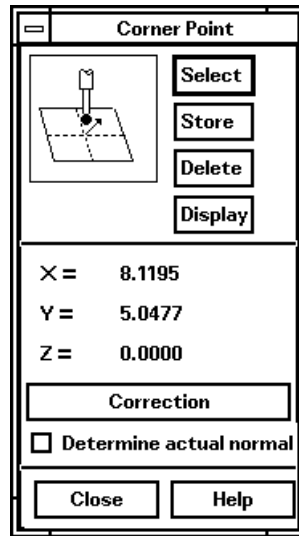 Corner Point
Select
Store
Delete
Display
X = 8.1195
Y = 5.0477
Z = 0.0000
Correction
Determine actual normal
Close Help